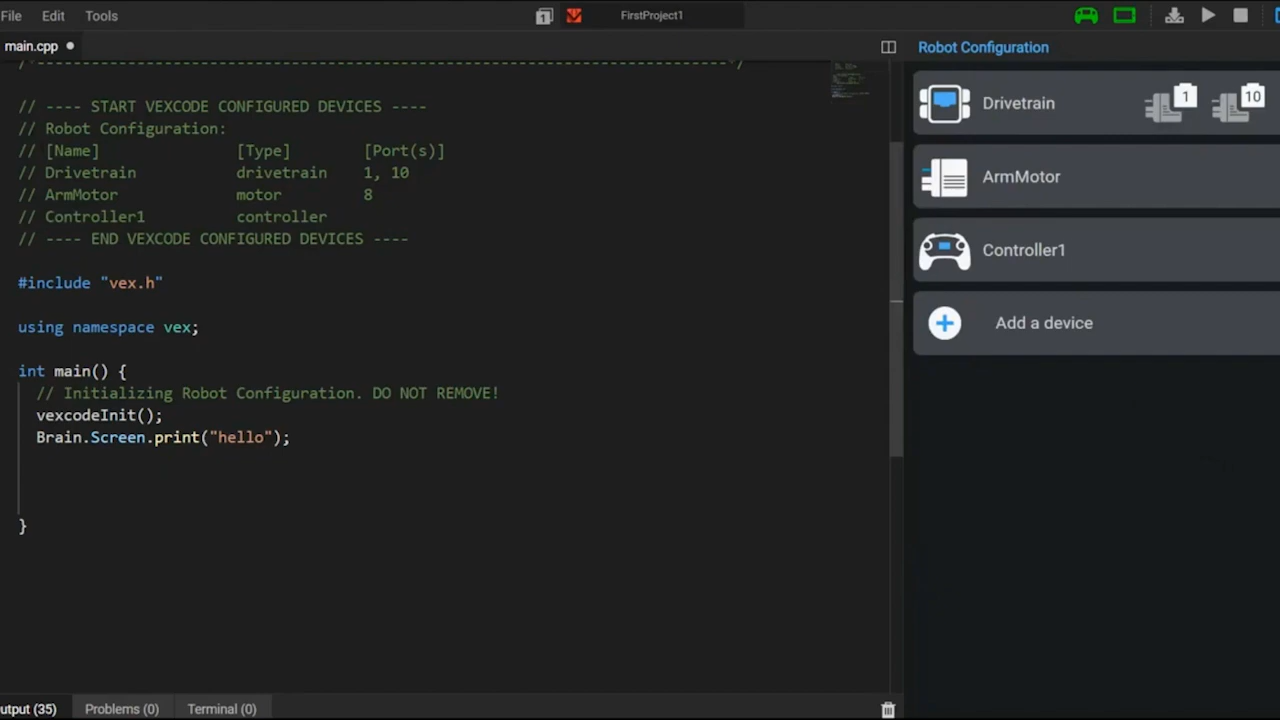 File Edit Tools
1 FirstProject1
main.cpp
Robot Configuration
// ---- START VEXCODE CONFIGURED DEVICES ----
// Robot Configuration:
// [Name] [Type] [Port(s)]
// Drivetrain drivetrain 1, 10
// ArmMotor motor 8
// Controller1 controller
// ---- END VEXCODE CONFIGURED DEVICES ----
#include "vex.h"
using namespace vex;
int main() {
// Initializing Robot Configuration. DO NOT REMOVE!
vexcodeInit();
Brain.Screen.print("hello");
}
Drivetrain 1 10
ArmMotor
Controller1
Add a device
utput (35) Problems (0) Terminal (0)